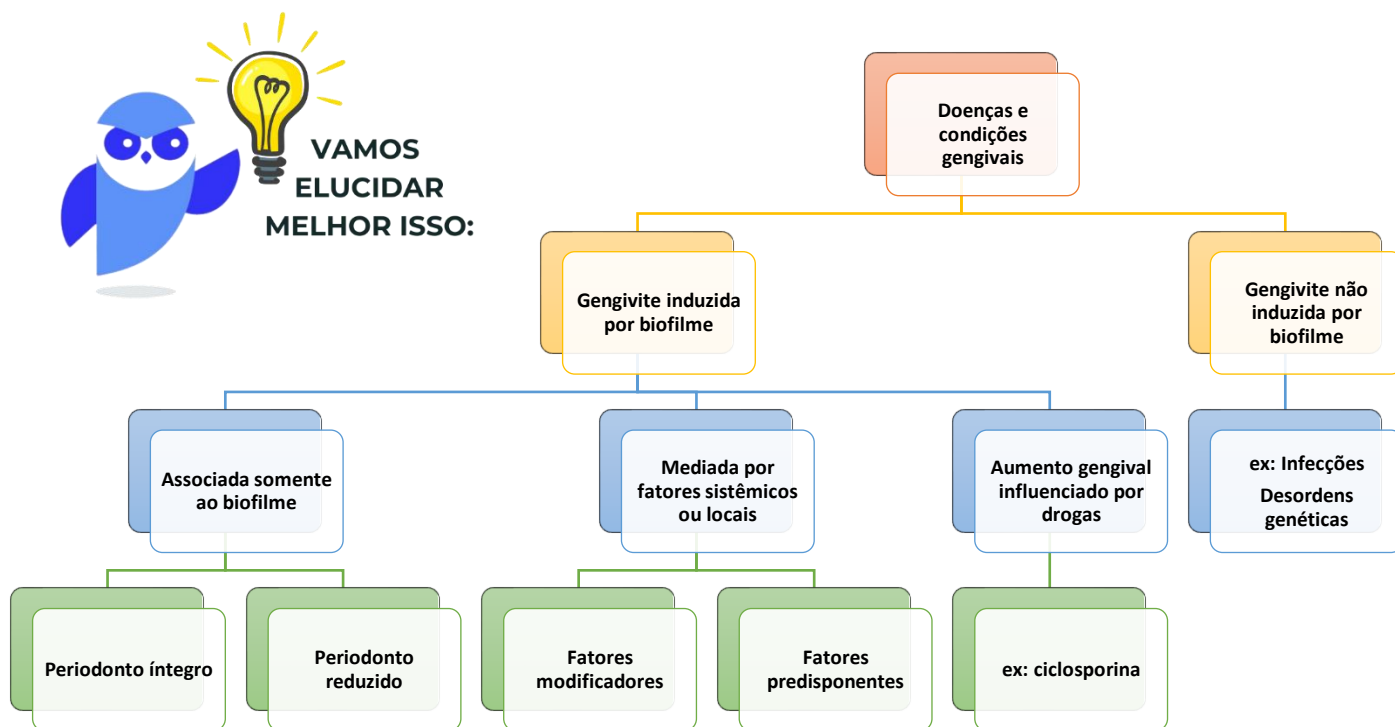 VAMOS
ELUCIDAR
MELHOR ISSO:
Doenças e
condições
gengivais
Gengivite induzida
por biofilme
Gengivite não
induzida por
biofilme
Associada somente
ao biofilme
Mediada por
fatores sistêmicos
ou locais
Aumento gengival
influenciado por
drogas
ex: Infecções
Desordens
genéticas
Periodonto íntegro
Periodonto
reduzido
Fatores
modificadores
Fatores
predisponentes
ex: ciclosporina